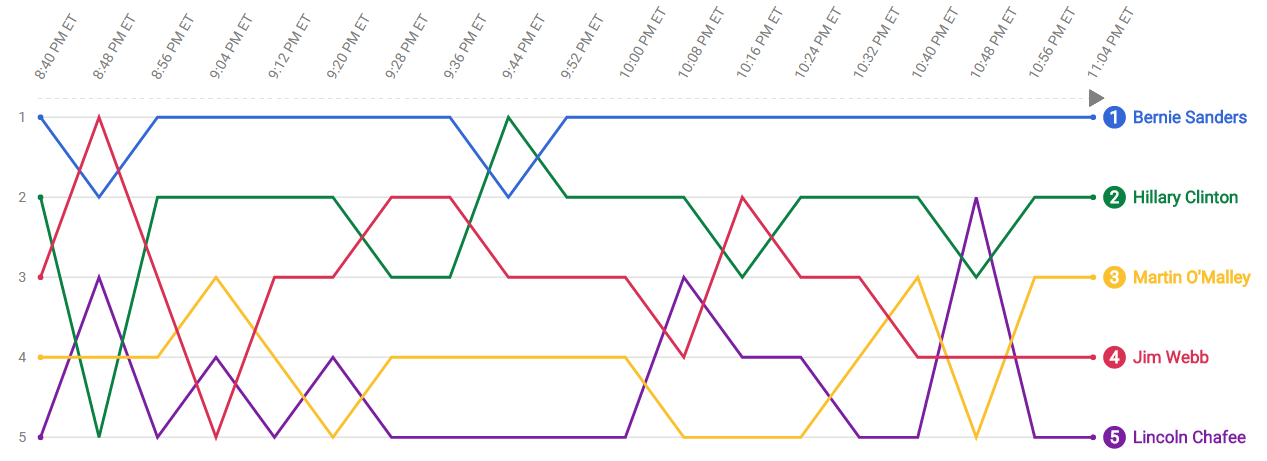 8:40 PM ET
8:48 PM ET
8:56 PM ET
9:04 PM ET
9:12 PM ET
9:20 PM ET
9:28 PM ET
9:36 PM ET
9:44 PM ET
9:52 PM ET
10:00 PM ET
10:08 PM ET
10:16 PM ET
10:24 PM ET
10:32 PM ET
10:40 PM ET
10:48 PM ET
10:56 PM ET
11:04 PM ET
1 1 Bernie Sanders
2 2 Hillary Clinton
3 3 Martin O'Malley
4 4 Jim Webb
5 5 Lincoln Chafee